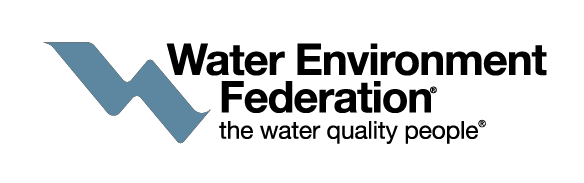 Water Environment
Federation®
the water quality people®